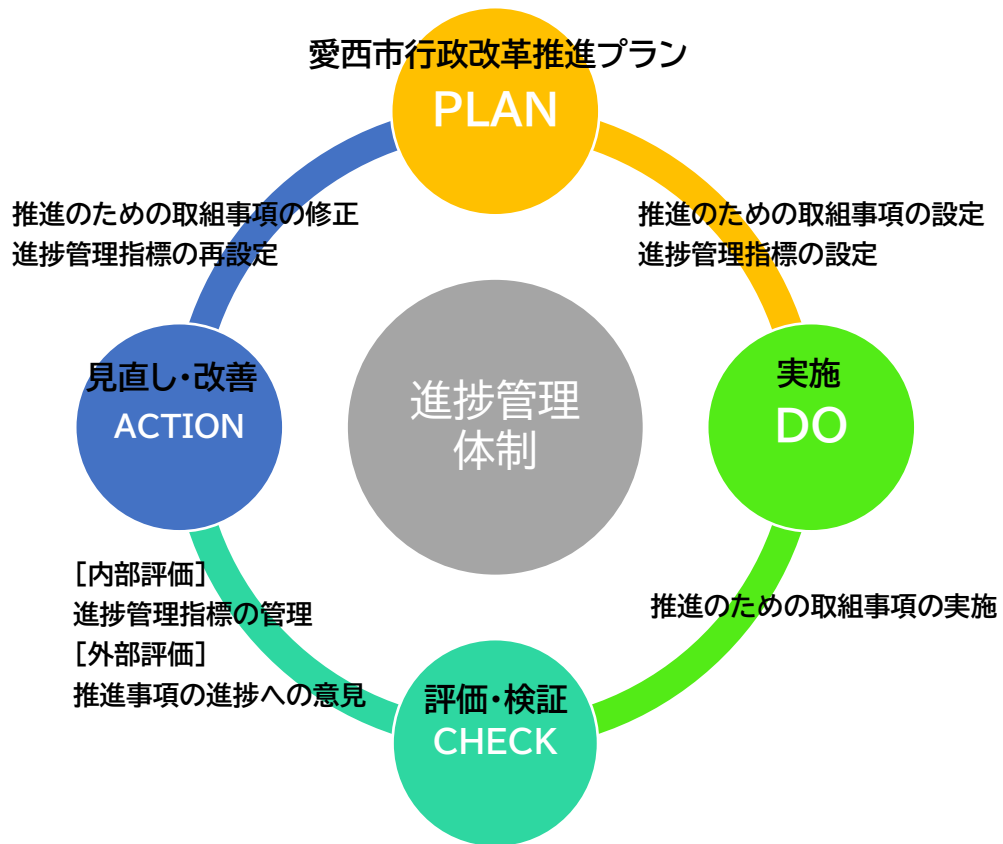 愛西市行政改革推進プラン
PLAN
推進のための取組事項の修正
進捗管理指標の再設定
推進のための取組事項の設定
進捗管理指標の設定
見直し・改善
ACTION
進捗管理
体制
実施
DO
［内部評価］
進捗管理指標の管理
［外部評価］
推進事項の進捗への意見
推進のための取組事項の実施
評価・検証
CHECK